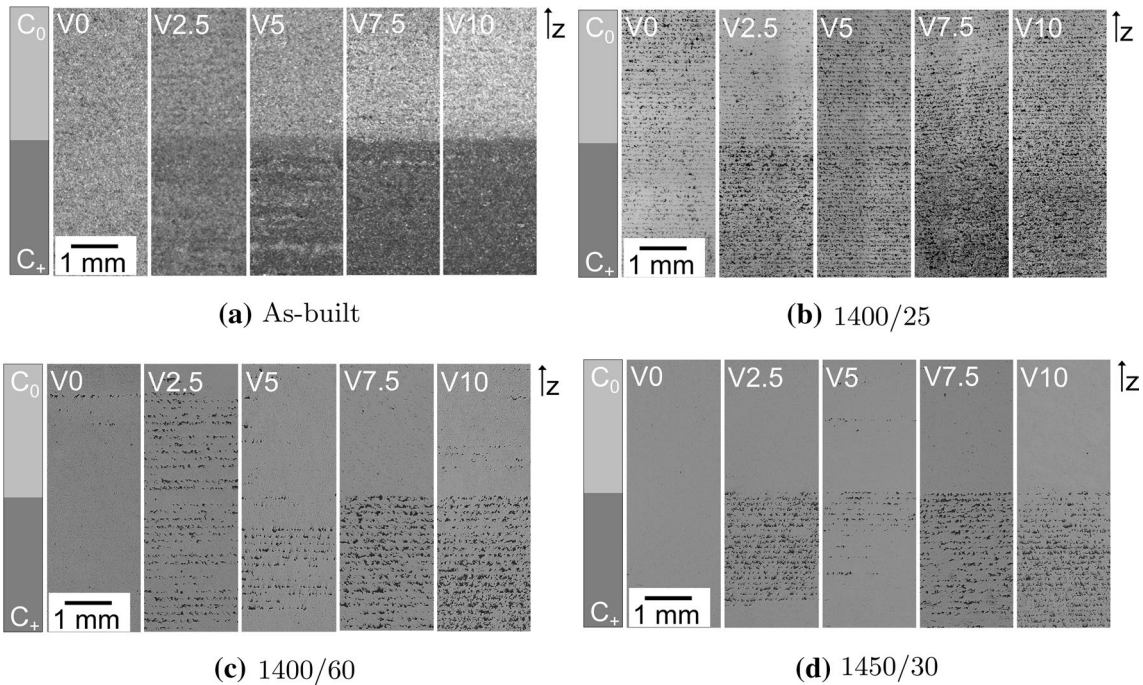 C0 V0 V2.5 V5 V7.5 V10 z
C+ 1 mm
(a) As-built
V0 V2.5 V5 V7.5 V10 z
C0
C+ 1 mm
(b) 1400/25
C0 V0 V2.5 V5 V7.5 V10 z
C+ 1 mm
(c) 1400/60
C0 V0 V2.5 V5 V7.5 V10 z
C+ 1 mm
(d) 1450/30